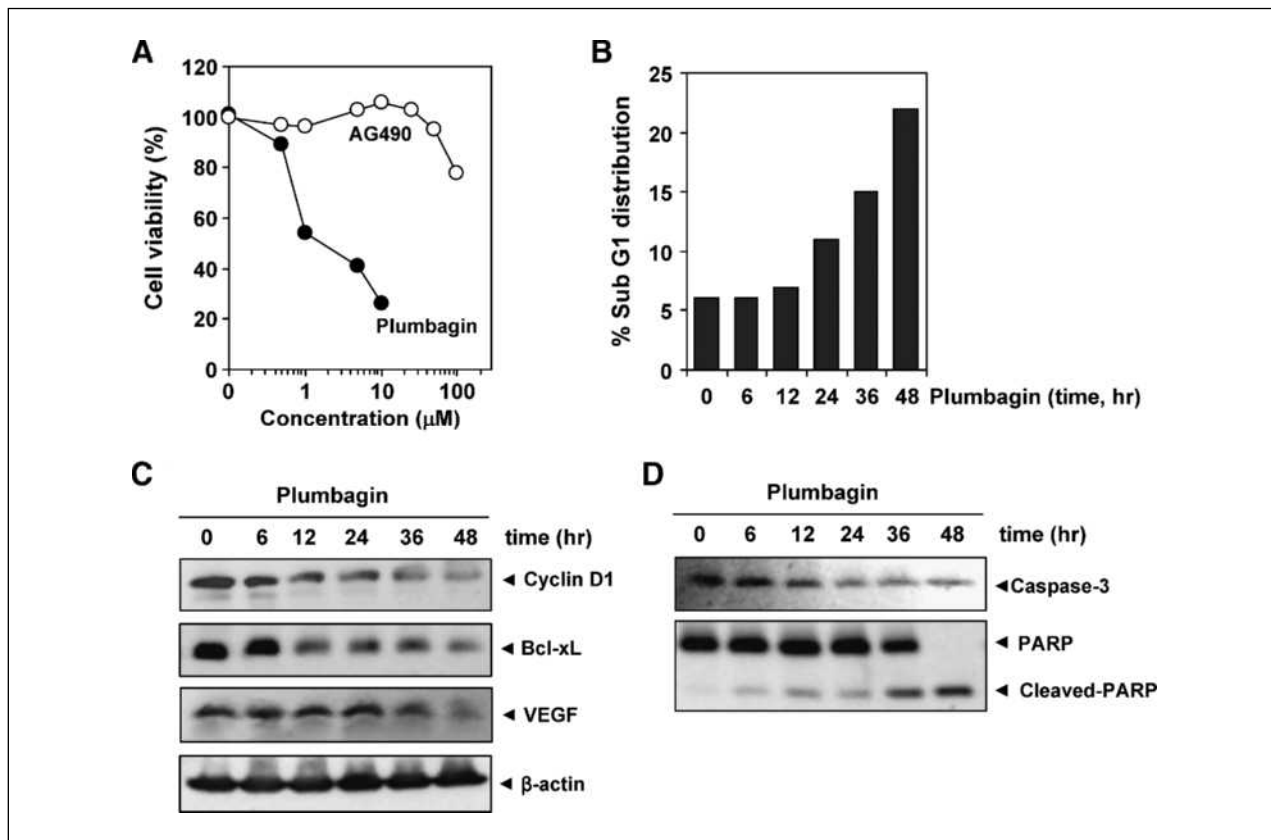 A
120
100
80
60
40
20
0
Cell viability (%)
AG490
Plumbagin
0 1 10 100
Concentration (μM)
B
25
20
15
10
5
0
% Sub G1 distribution
0 6 12 24 36 48 Plumbagin (time, hr)
C
Plumbagin
0 6 12 24 36 48 time (hr)
Cyclin D1
Bcl-xL
VEGF
β-actin
D
Plumbagin
0 6 12 24 36 48 time (hr)
Caspase-3
PARP
Cleaved-PARP